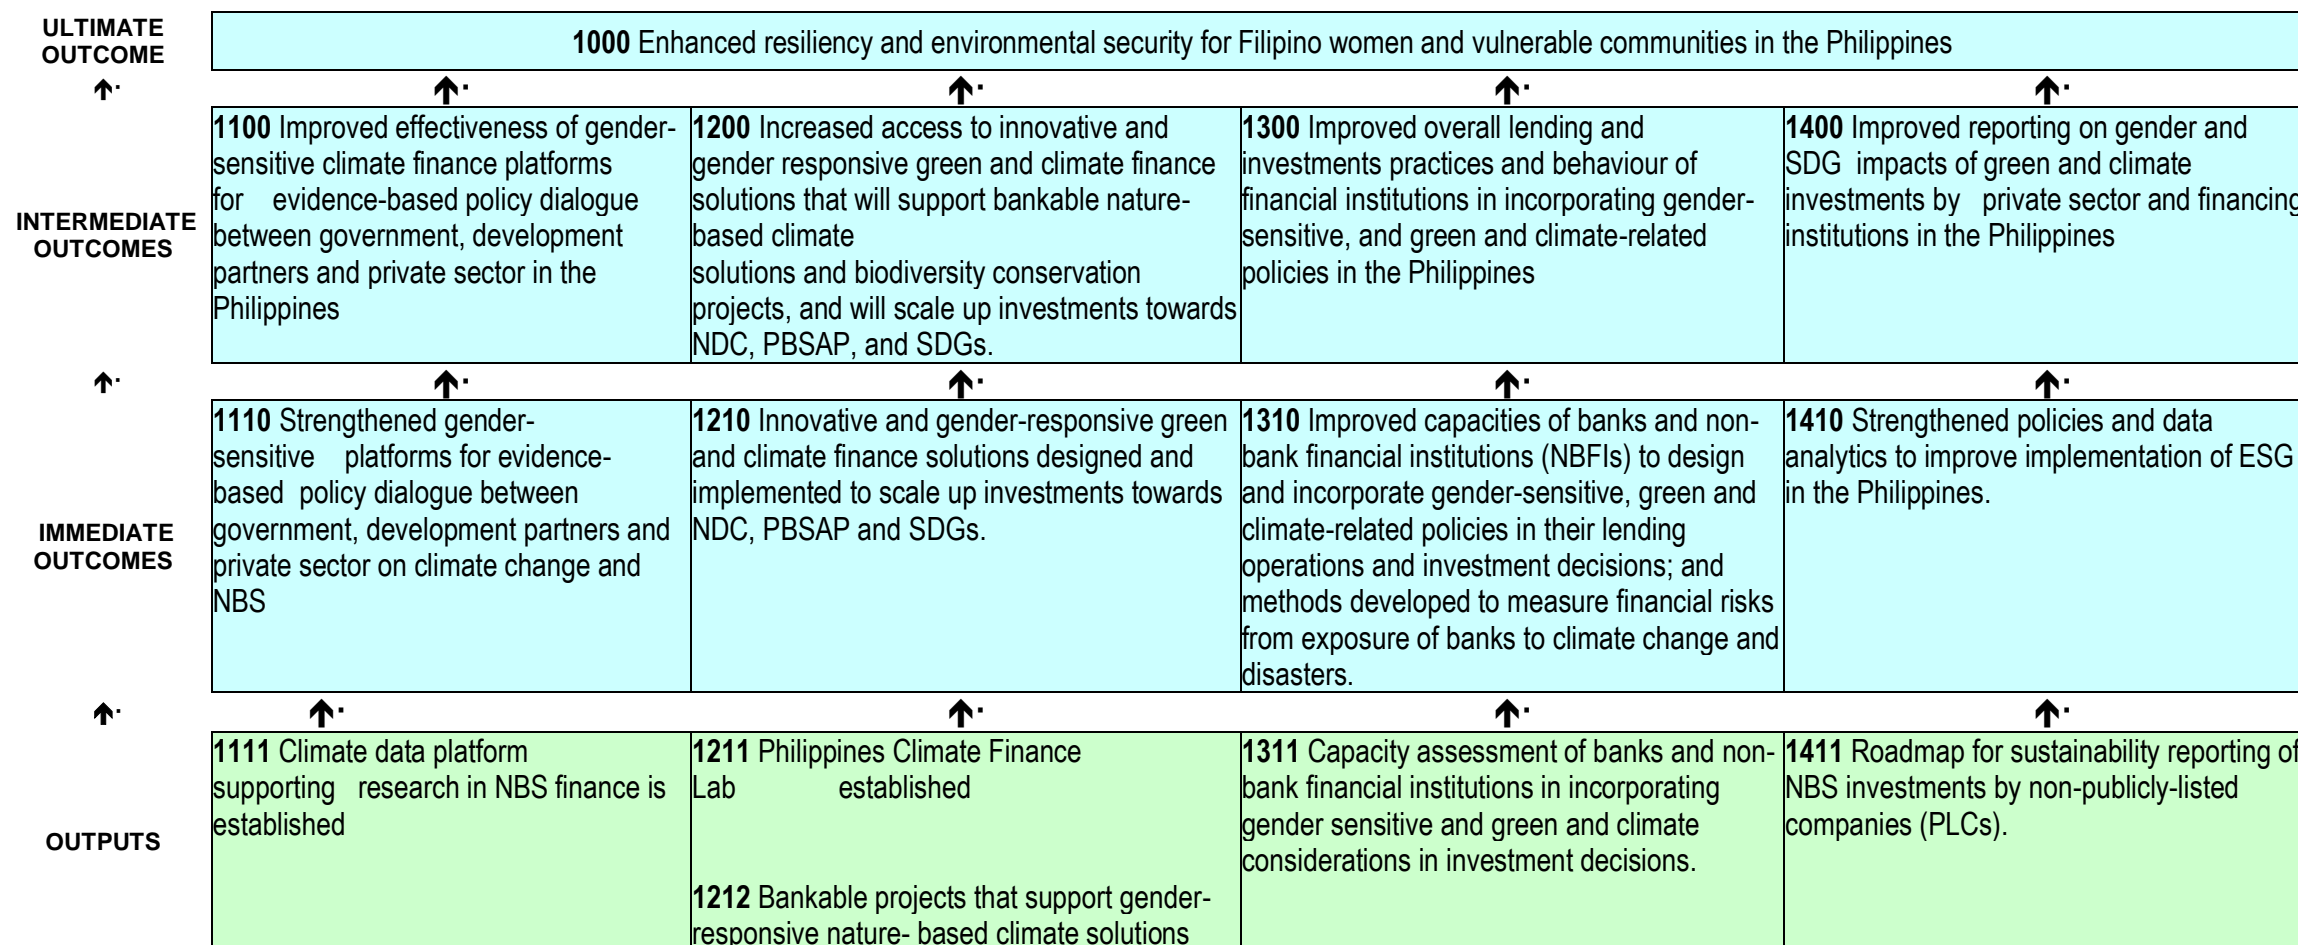 ULTIMATE
OUTCOME
1000 Enhanced resiliency and environmental security for Filipino women and vulnerable communities in the Philippines
INTERMEDIATE
OUTCOMES
1100 Improved effectiveness of gender-
sensitive climate finance platforms
for evidence-based policy dialogue
between government, development
partners and private sector in the
Philippines
1200 Increased access to innovative and
gender responsive green and climate finance
solutions that will support bankable nature-
based climate
solutions and biodiversity conservation
projects, and will scale up investments towards
NDC, PBSAP, and SDGs.
1300 Improved overall lending and
investments practices and behaviour of
financial institutions in incorporating gender-
sensitive, and green and climate-related
policies in the Philippines
1400 Improved reporting on gender and
SDG impacts of green and climate
investments by private sector and financing
institutions in the Philippines
IMMEDIATE
OUTCOMES
1110 Strengthened gender-
sensitive platforms for evidence-
based policy dialogue between
government, development partners and
private sector on climate change and
NBS
1210 Innovative and gender-responsive green
and climate finance solutions designed and
implemented to scale up investments towards
NDC, PBSAP and SDGs.
1310 Improved capacities of banks and non-
bank financial institutions (NBFIs) to design
and incorporate gender-sensitive, green and
climate-related policies in their lending
operations and investment decisions; and
methods developed to measure financial risks
from exposure of banks to climate change and
disasters.
1410 Strengthened policies and data
analytics to improve implementation of ESG
in the Philippines.
OUTPUTS
1111 Climate data platform
supporting research in NBS finance is
established
1211 Philippines Climate Finance
Lab established
1212 Bankable projects that support gender-
responsive nature- based climate solutions
1311 Capacity assessment of banks and non-
bank financial institutions in incorporating
gender sensitive and green and climate
considerations in investment decisions.
1411 Roadmap for sustainability reporting of
NBS investments by non-publicly-listed
companies (PLCs).